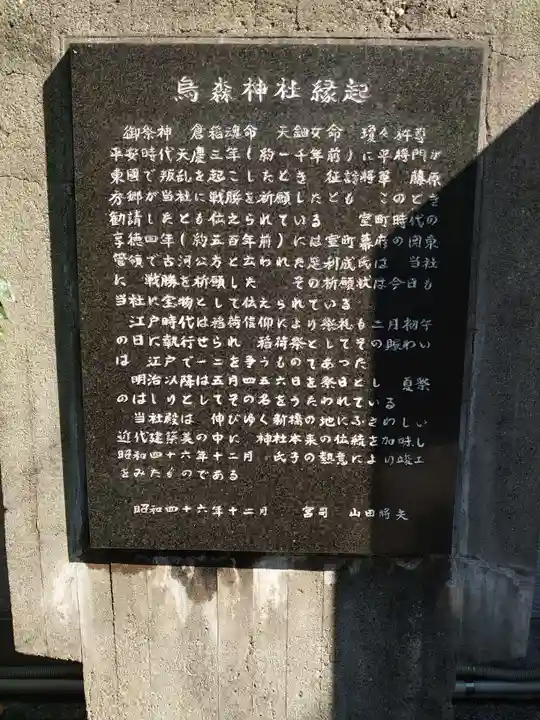 烏森神社縁起
御祭神 倉稲魂命 天鈿女命 瓊々杵尊
平安時代天慶三年(約一千年前)に平将門が
東國で叛乱を起こしたとき 征討将軍 藤原
秀郷が当社に戦勝を祈願したとも このとき
勧請したとも伝えられている 室町時代の
享徳四年(約五百年前)には室町幕府の関東
管領で古河公方と云われた足利成氏は 当社
に 戦勝を祈願した その祈願状は今日も
当社に宝物として伝えられている
江戸時代は稲荷信仰により祭礼も二月初午
の日に執行せられ 稲荷祭としてその賑わい
は 江戸で一二を争うものであつた
明治以降は五月四五六日を祭日とし 夏祭
のはしりとしてその名をうたわれている
当社殿は 伸びゆく新橋の地にふさわしい
近代建築美の中に 神社本来の伝統を加味し
昭和四十六年十二月 氏子の熱意により竣工
をみたものである
昭和四十六年十二月 宮司 山田将夫